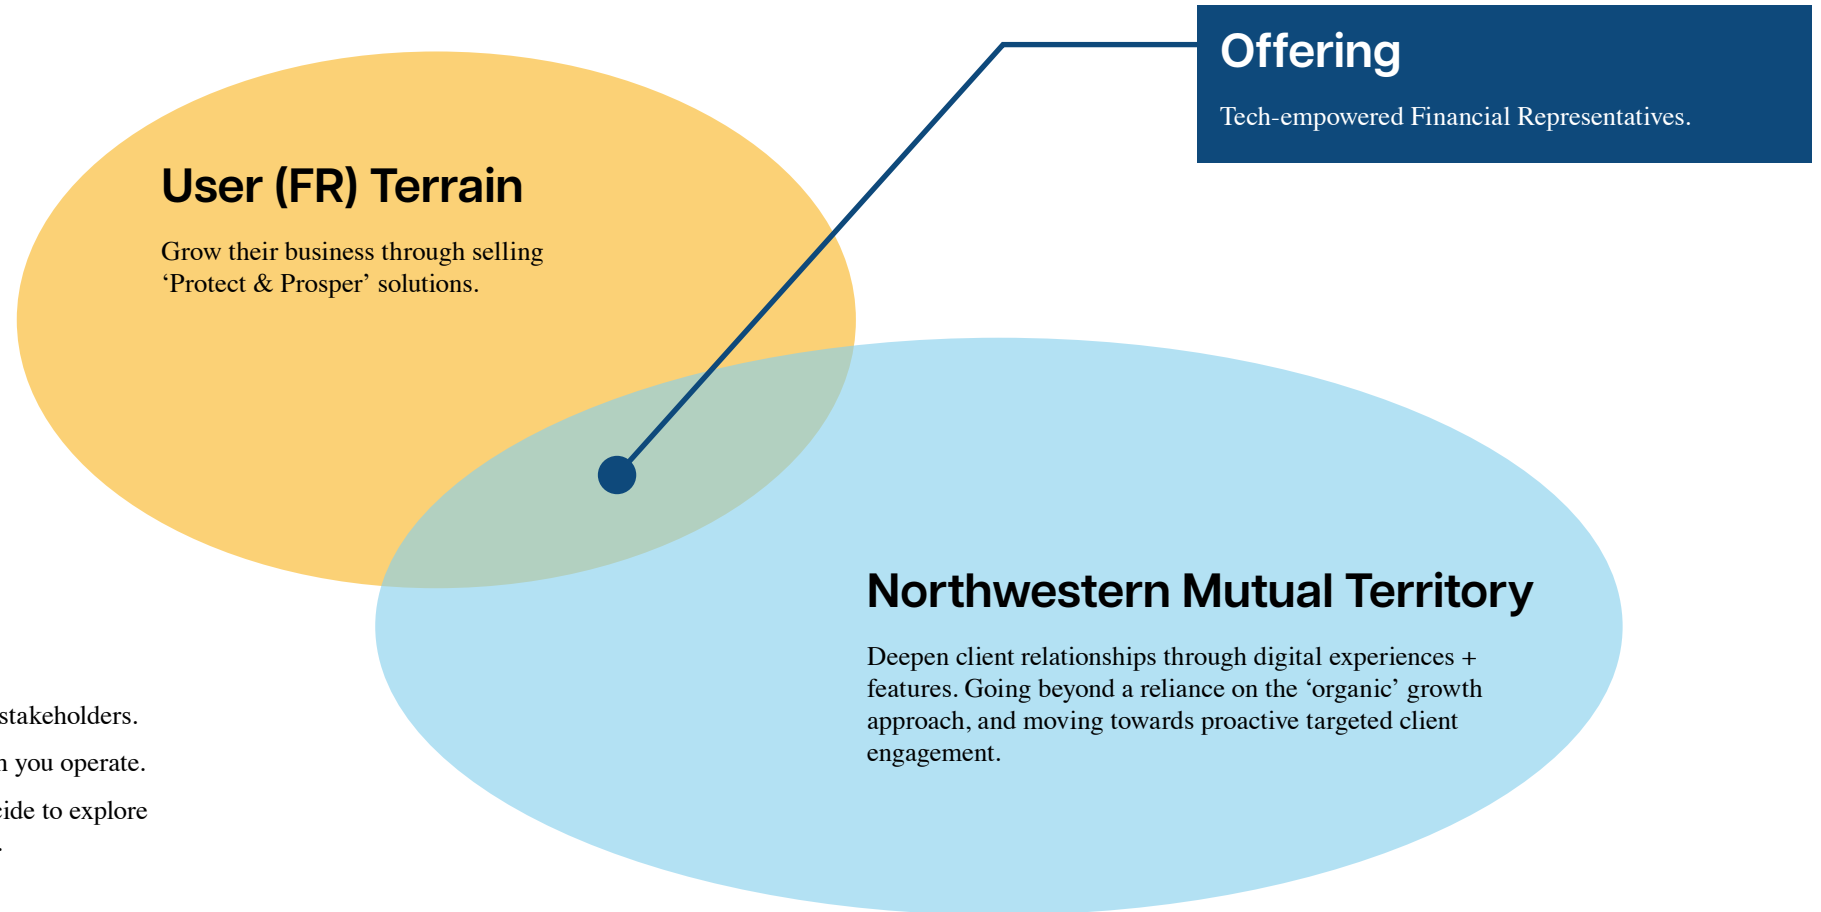 Offering
Tech-empowered Financial Representatives.
User (FR) Terrain
Grow their business through selling
‘Protect & Prosper’ solutions.
Northwestern Mutual Territory
Deepen client relationships through digital experiences +
features. Going beyond a reliance on the ‘organic’ growth
approach, and moving towards proactive targeted client
engagement.
stakeholders.
you operate.
to explore